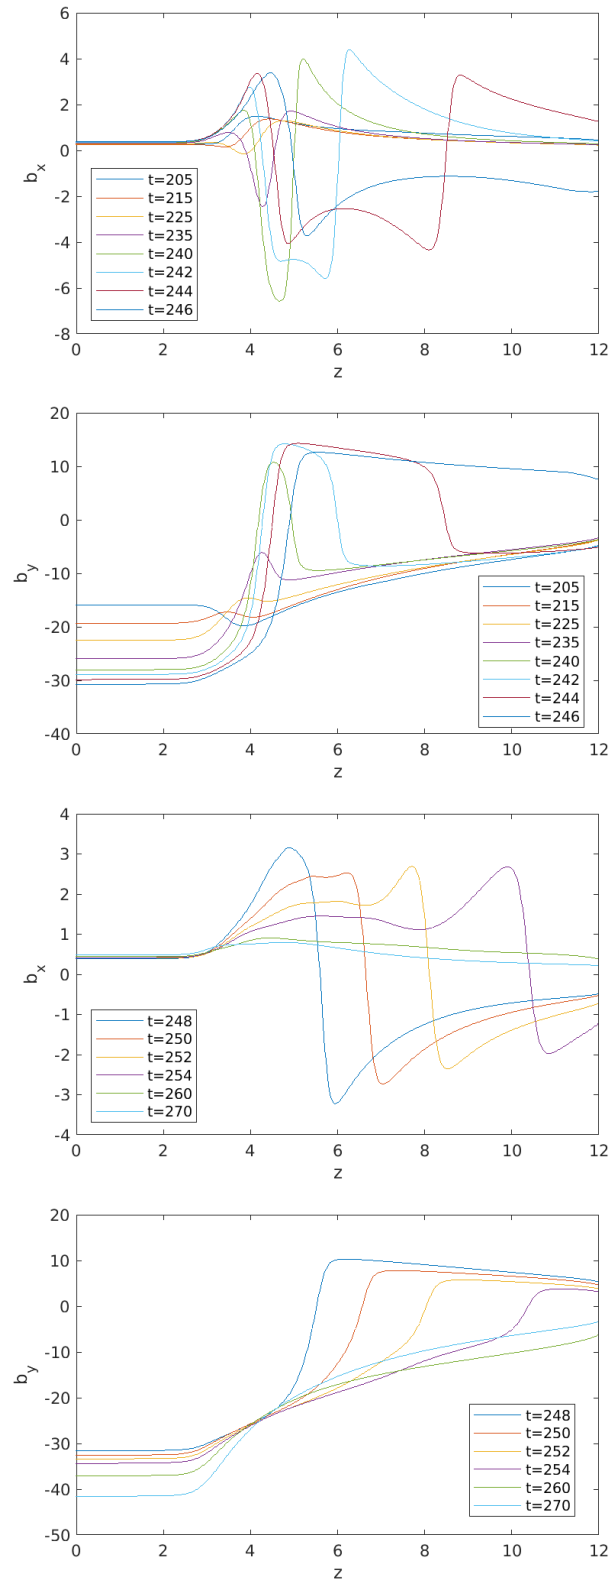 6
4
2
0
-2
-4
-6
-8
b_x
t=205
t=215
t=225
t=235
t=240
t=242
t=244
t=246
0 2 4 6 8 10 12
z
20
10
0
-10
-20
-30
-40
b_y
t=205
t=215
t=225
t=235
t=240
t=242
t=244
t=246
0 2 4 6 8 10 12
z
4
3
2
1
0
-1
-2
-3
-4
b_x
t=248
t=250
t=252
t=254
t=260
t=270
0 2 4 6 8 10 12
z
20
10
0
-10
-20
-30
-40
-50
b_y
t=248
t=250
t=252
t=254
t=260
t=270
0 2 4 6 8 10 12
z